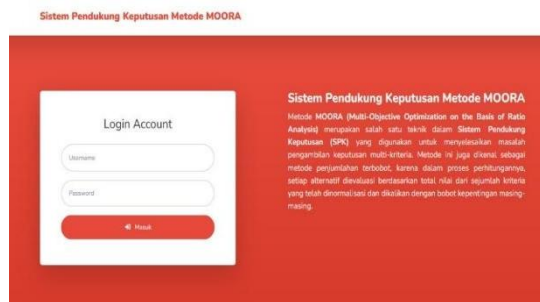 Sistem Pendukung Keputusan Metode MOORA
Login Account
Username
Password
Masuk
Sistem Pendukung Keputusan Metode MOORA
Metode MOORA (Multi-Objective Optimization on the Basis of Ratio
Analysis) merupakan salah satu teknik dalam Sistem Pendukung
Keputusan (SPK) yang digunakan untuk menyelesaikan masalah
pengambilan keputusan multi-kriteria. Metode ini juga dikenal sebagai
metode penjumlahan terbobot, karena dalam proses perhitungannya,
setiap alternatif dievaluasi berdasarkan total nilai dari sejumlah kriteria
yang telah dinormalisasi dan dikalikan dengan bobot kepentingan masing-
masing.